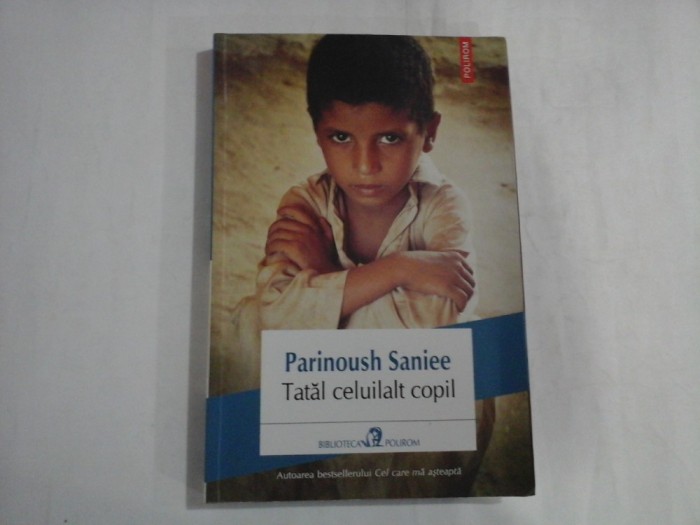 POLIROM
Parinoush Saniee
Tatăl celuilalt copil
BIBLIOTECA POLIROM
Autoarea bestsellerului Cel care mă așteaptă